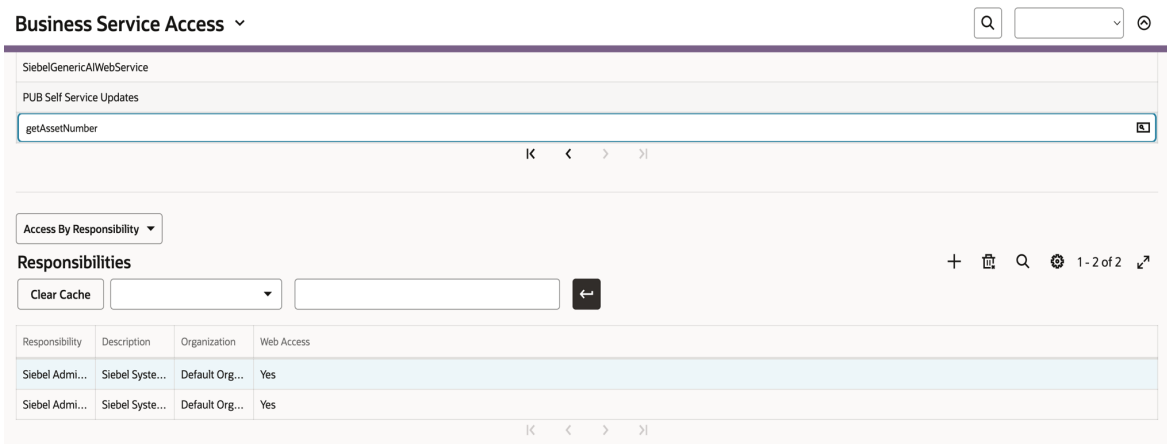 Business Service Access
SiebelGenericAIWebService
PUB Self Service Updates
getAssetNumber
Access By Responsibility
Responsibilities
1 - 2 of 2
Clear Cache
Responsibility Description Organization Web Access
Siebel Admi... Siebel Syste... Default Org... Yes
Siebel Admi... Siebel Syste... Default Org... Yes